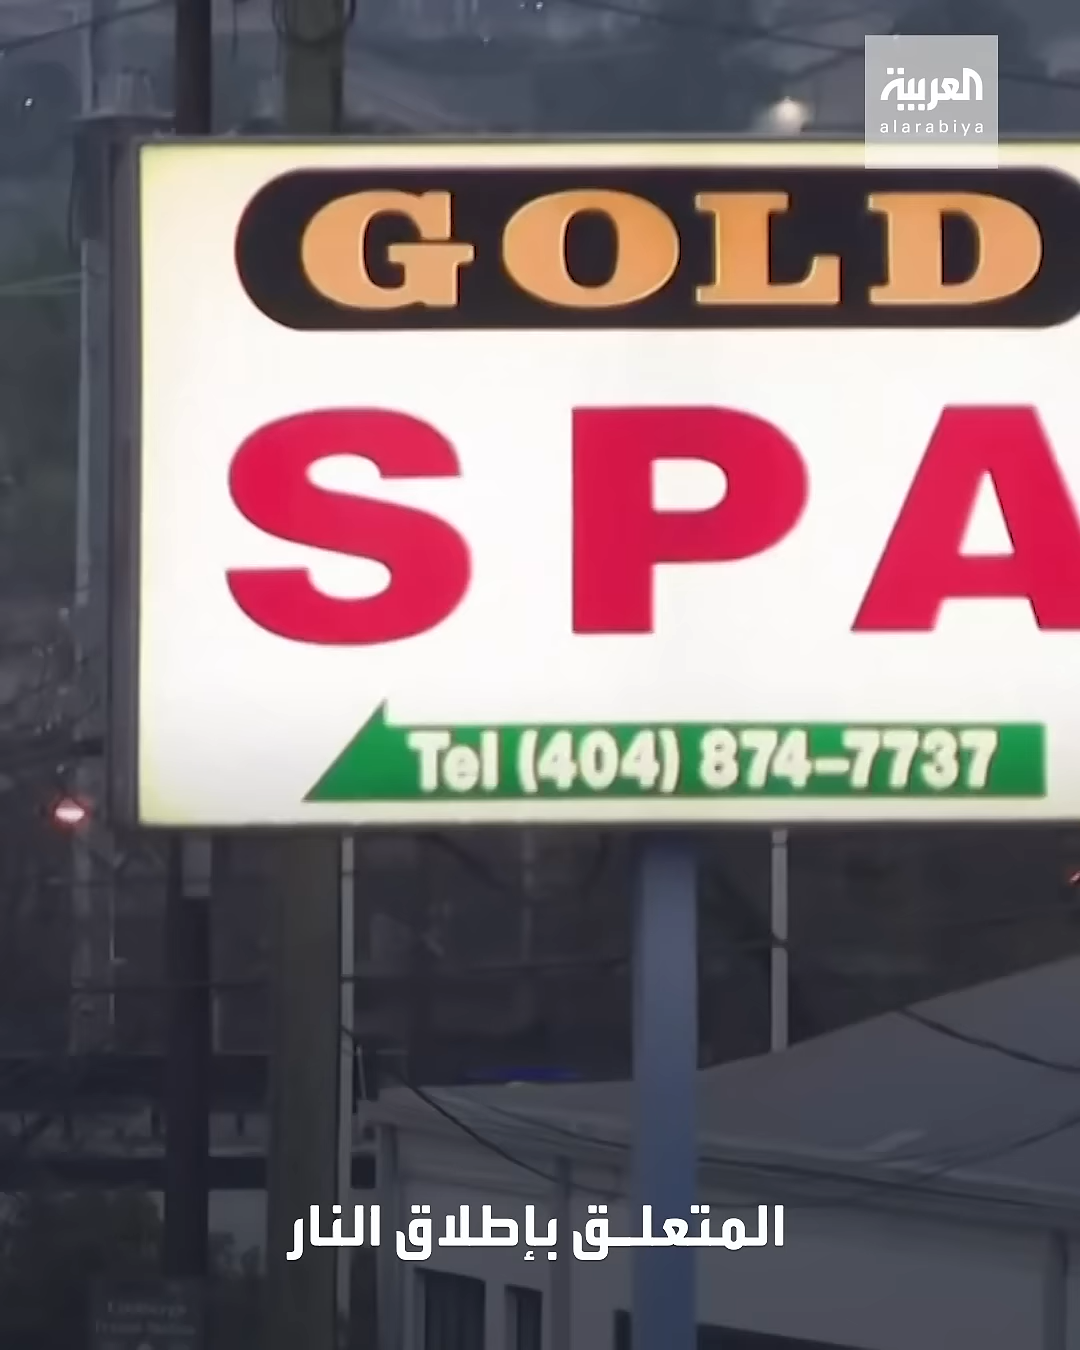 العربية
alarabiya
GOLD
SPA
Tel (404) 874-7737
المتعلـق بإطلاق النار